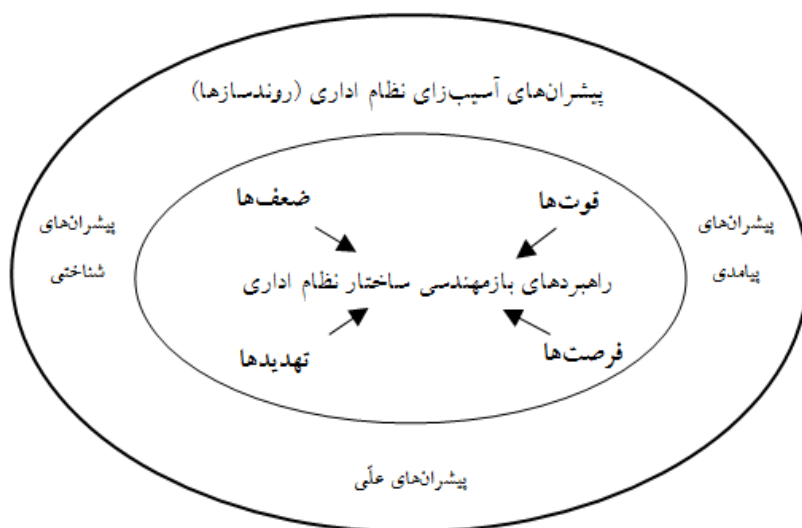 پیشران‌های آسیب‌زای نظام اداری (روندسازها)
قوت‌ها
ضعف‌ها
پیشران‌های
پیامدی
پیشران‌های
شناختی
راهبردهای بازمهندسی ساختار نظام اداری
فرصت‌ها
تهدیدها
پیشران‌های علّی